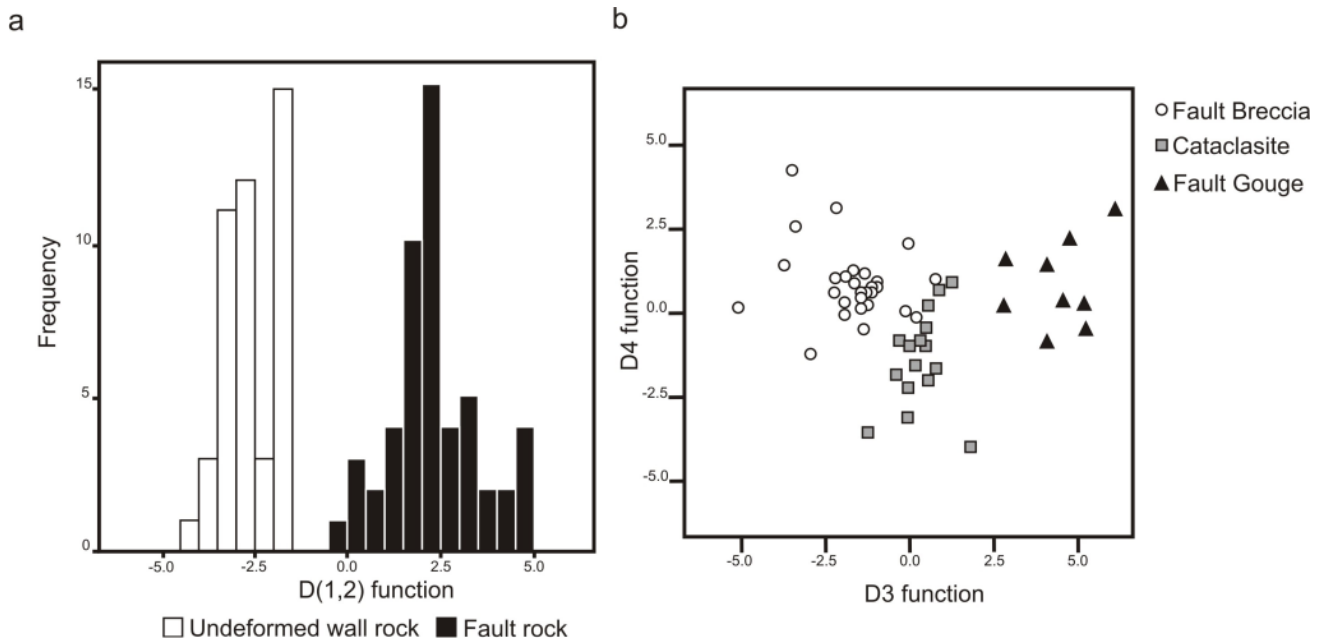 a
15
10
5
0
Frequency
-5.0 -2.5 0.0 2.5 5.0
D(1,2) function
Undeformed wall rock Fault rock
b
5.0
2.5
0.0
-2.5
-5.0
D4 function
-5.0 -2.5 0.0 2.5 5.0
D3 function
Fault Breccia
Cataclasite
Fault Gouge